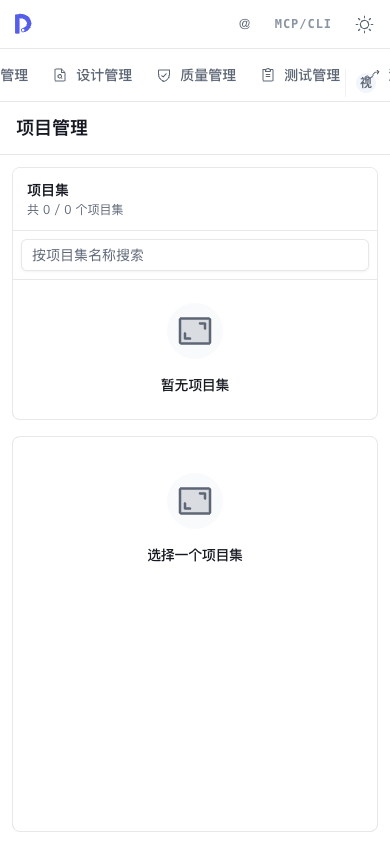 @ MCP/CLI
管理 设计管理 质量管理 测试管理 视
项目管理
项目集
共 0 / 0 个项目集
按项目集名称搜索
暂无项目集
选择一个项目集